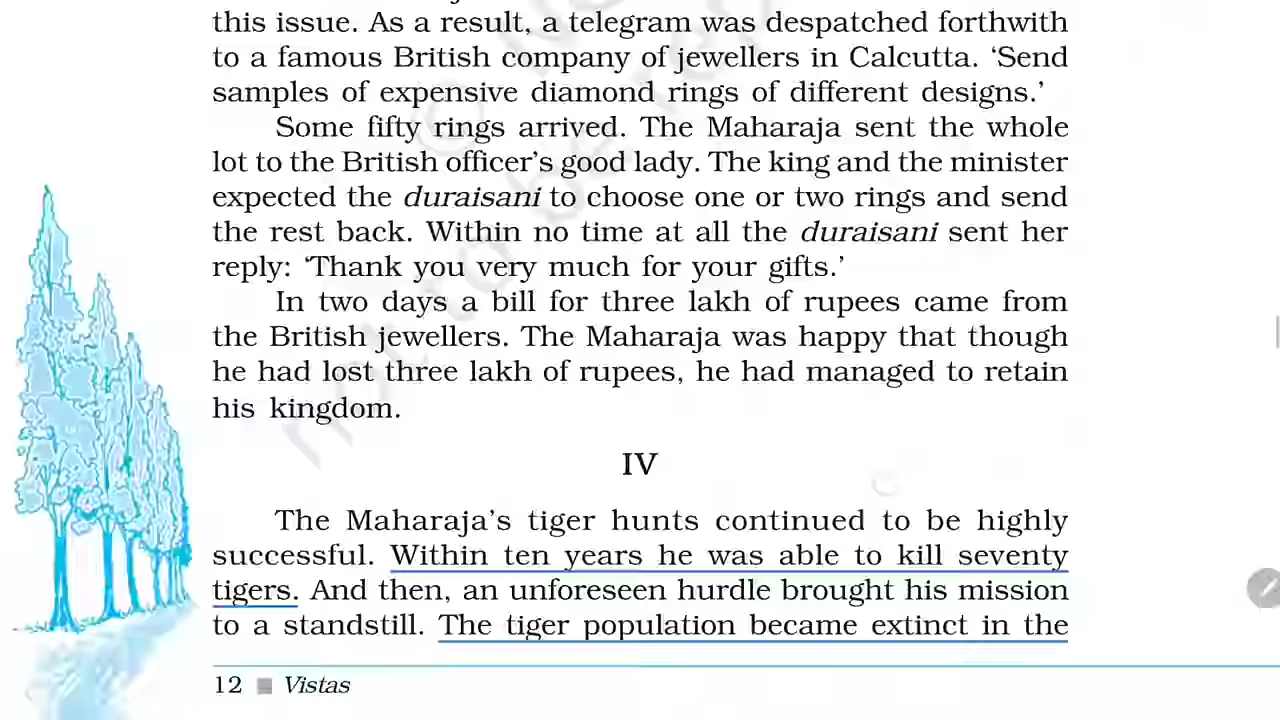 this issue. As a result, a telegram was despatched forthwith
to a famous British company of jewellers in Calcutta. ‘Send
samples of expensive diamond rings of different designs.’
Some fifty rings arrived. The Maharaja sent the whole
lot to the British officer’s good lady. The king and the minister
expected the duraisani to choose one or two rings and send
the rest back. Within no time at all the duraisani sent her
reply: ‘Thank you very much for your gifts.’
In two days a bill for three lakh of rupees came from
the British jewellers. The Maharaja was happy that though
he had lost three lakh of rupees, he had managed to retain
his kingdom.
IV
The Maharaja’s tiger hunts continued to be highly
successful. Within ten years he was able to kill seventy
tigers. And then, an unforeseen hurdle brought his mission
to a standstill. The tiger population became extinct in the
12 Vistas